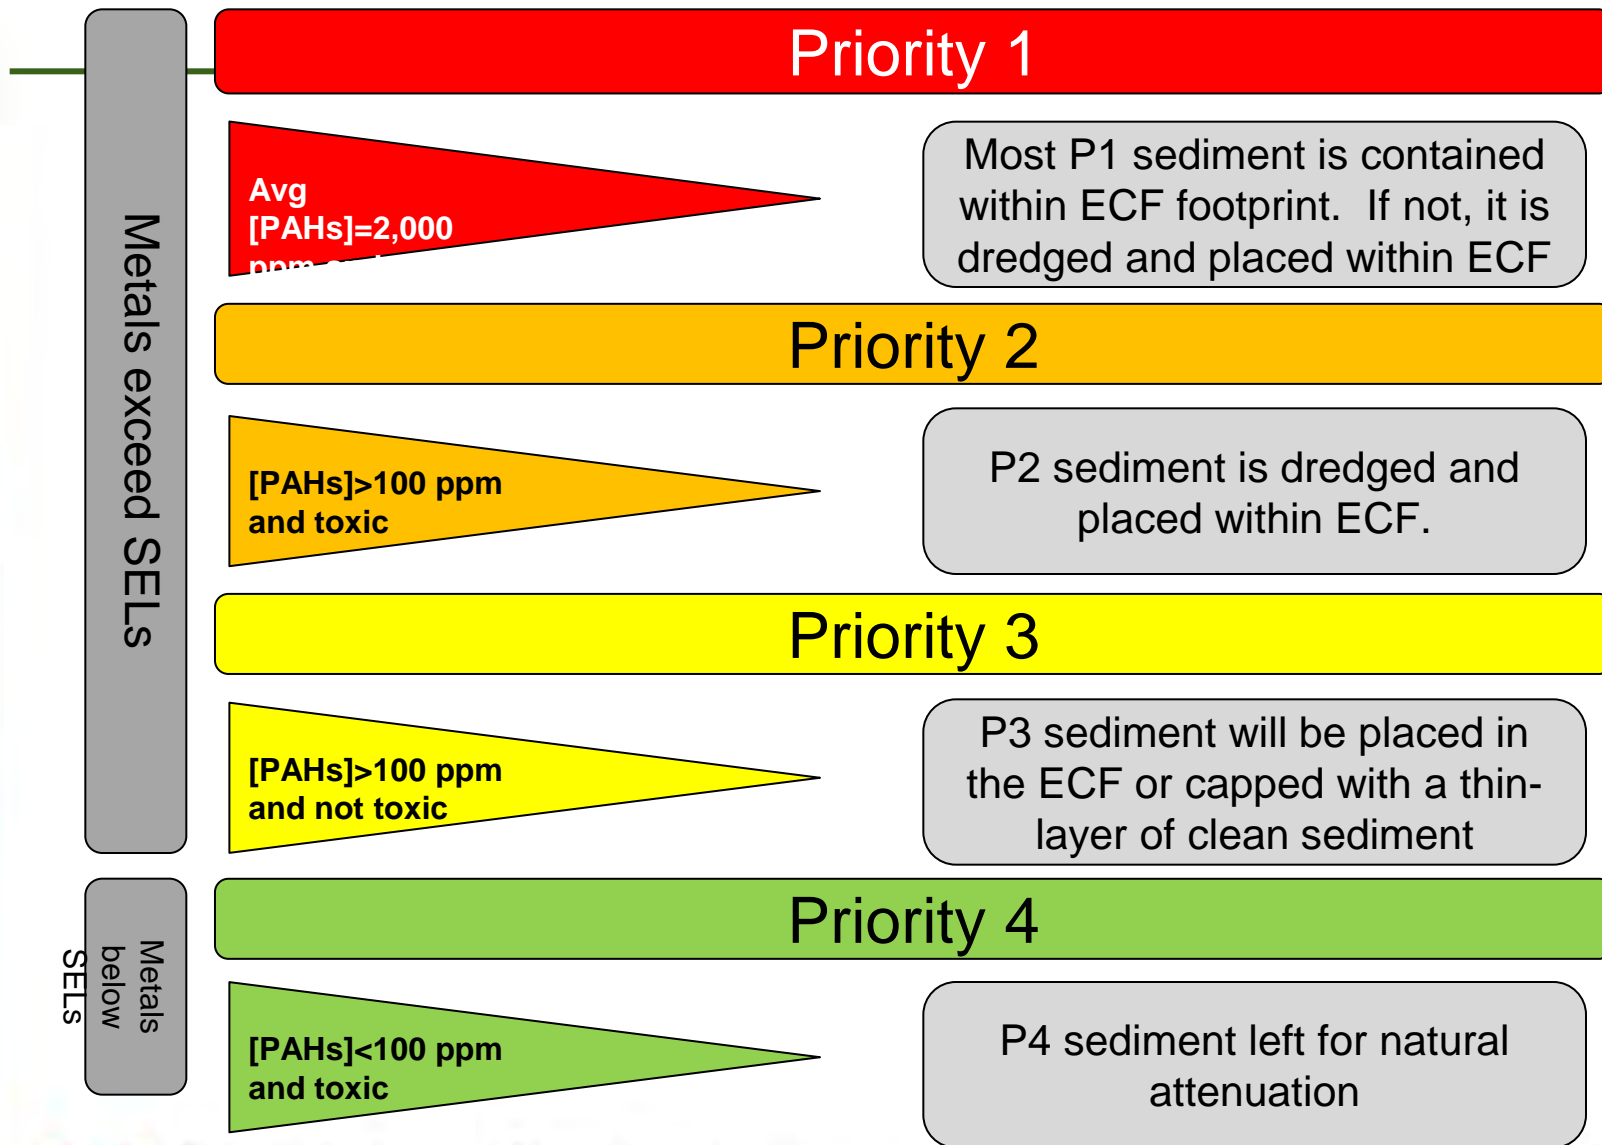 Metals exceed SELs
Priority 1
Avg
[PAHs]=2,000
ppm
Most P1 sediment is contained
within ECF footprint.  If not, it is
dredged and placed within ECF
Priority 2
[PAHs]>100 ppm
and toxic
P2 sediment is dredged and
placed within ECF.
Priority 3
[PAHs]>100 ppm
and not toxic
P3 sediment will be placed in
the ECF or capped with a thin-
layer of clean sediment
Metals
below
SELs
Priority 4
[PAHs]<100 ppm
and toxic
P4 sediment left for natural
attenuation